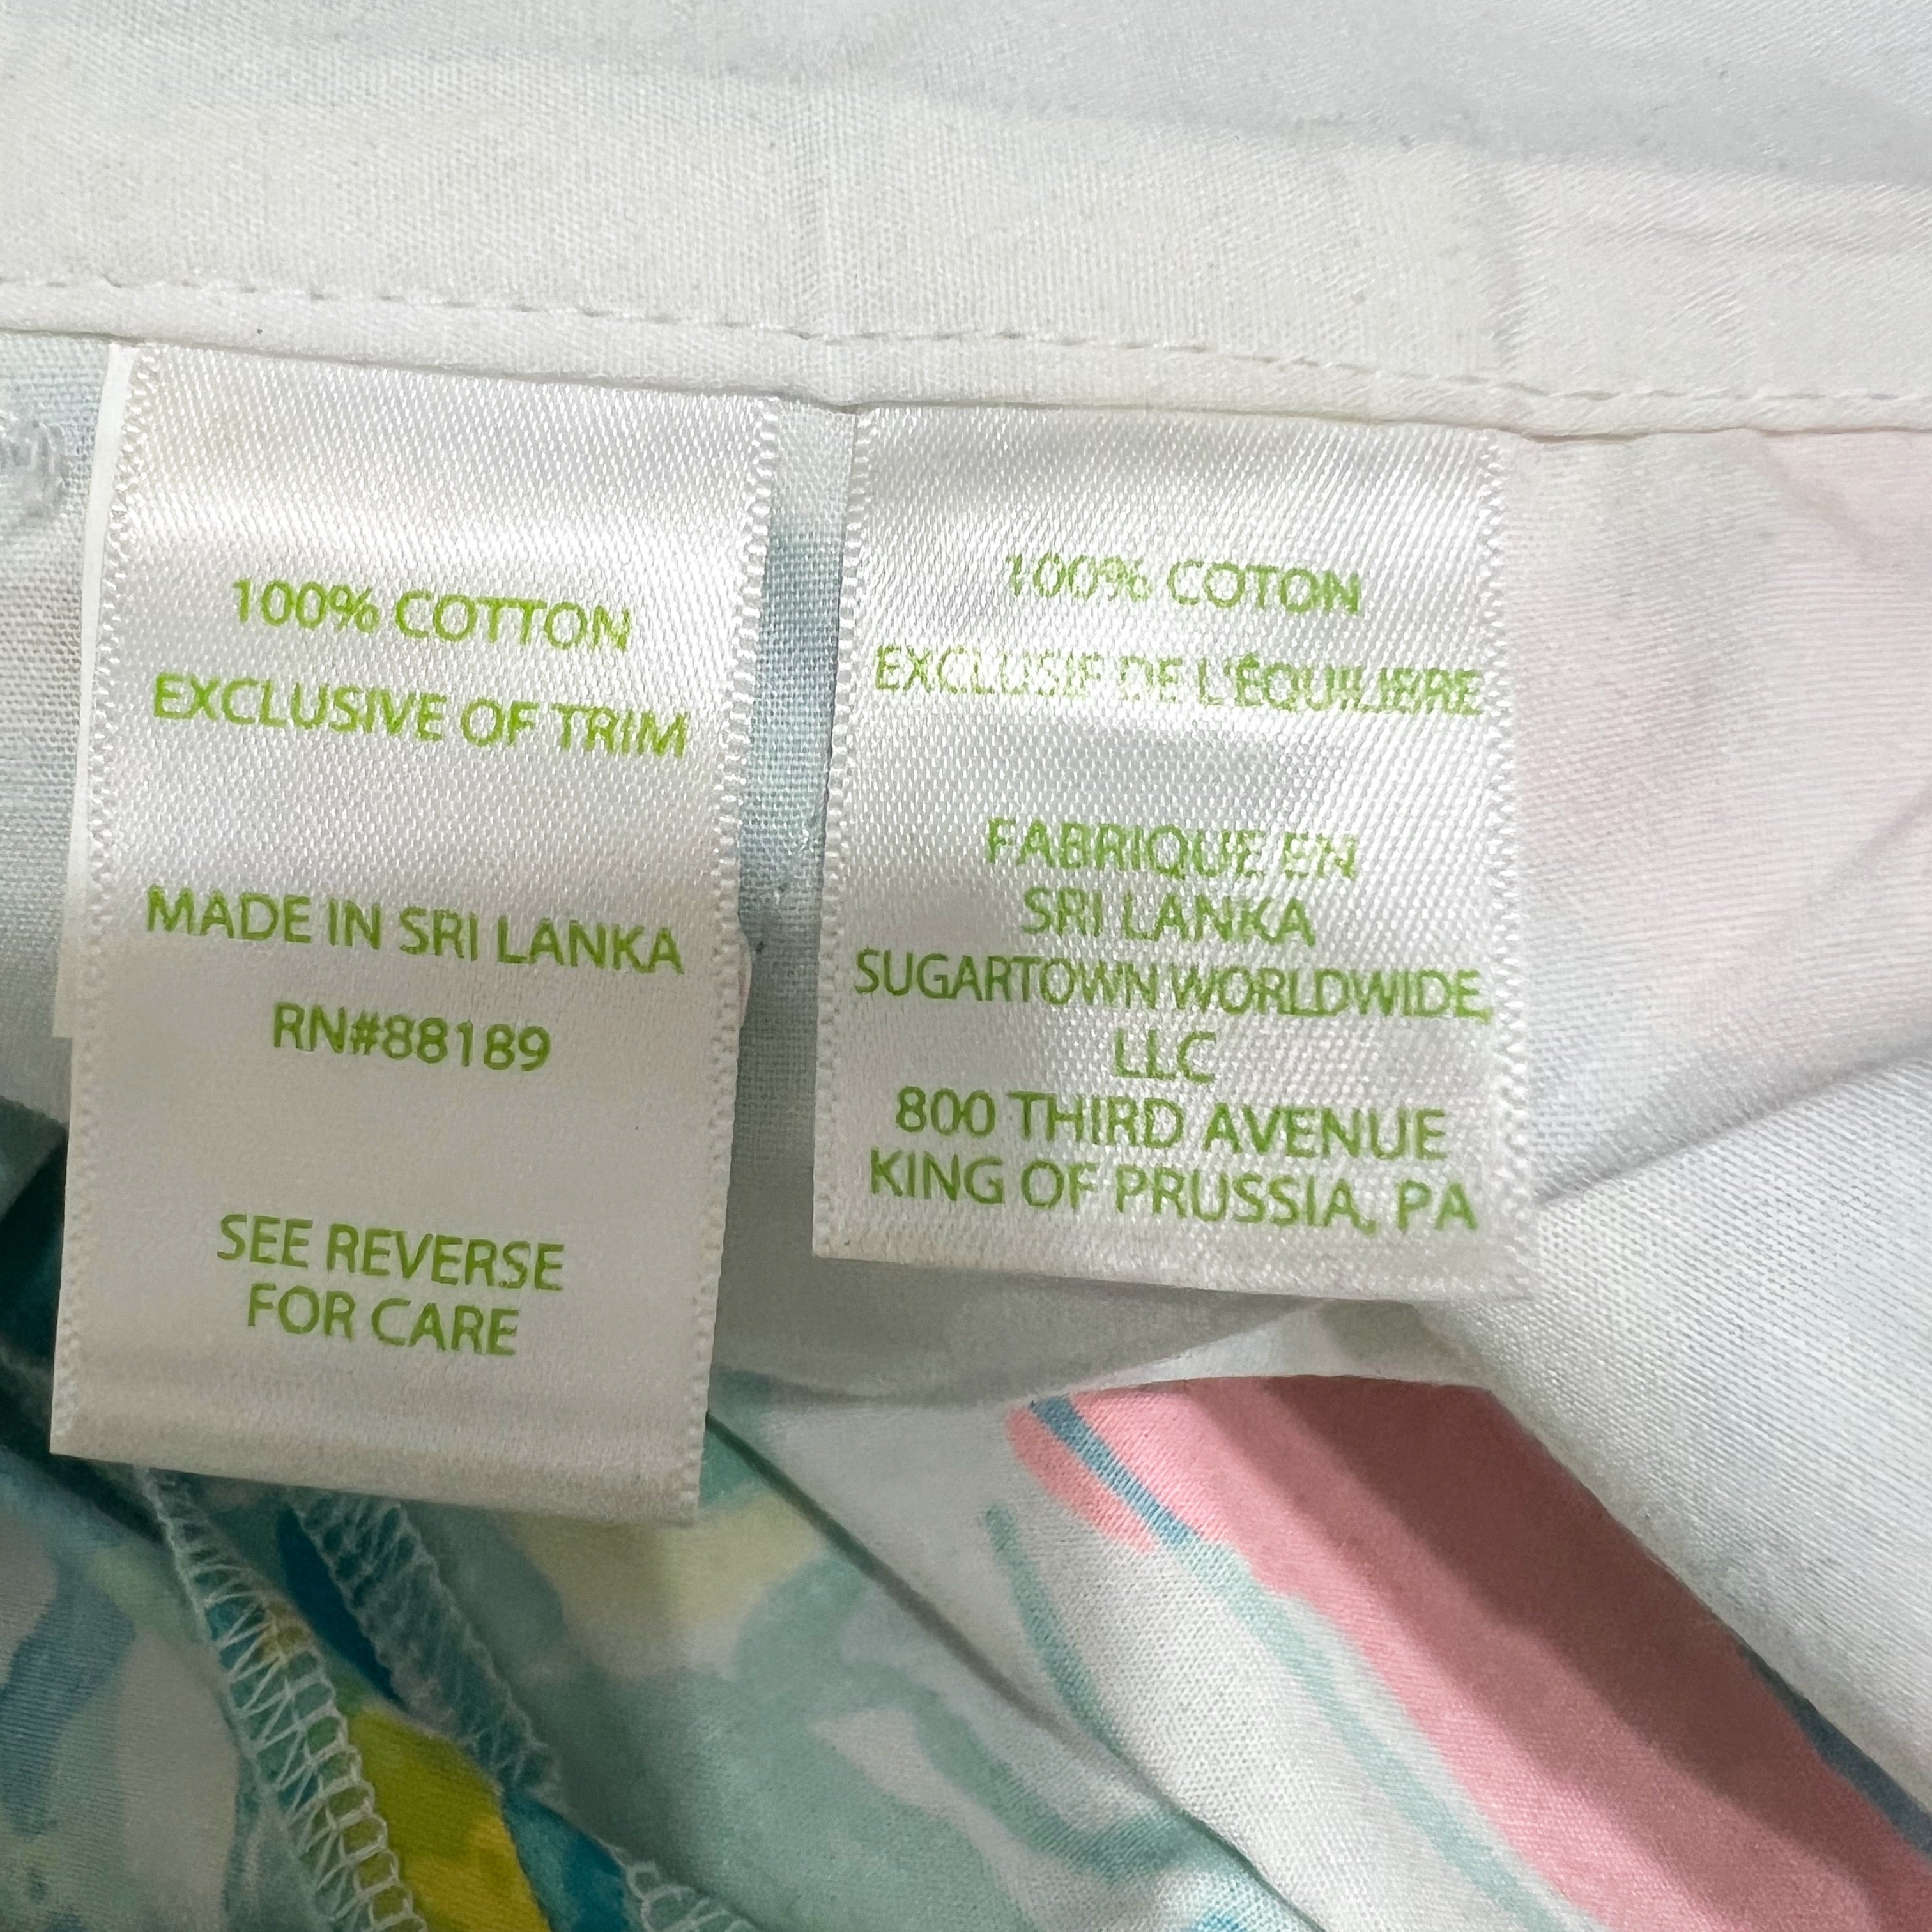 100% COTTON
EXCLUSIVE OF TRIM
MADE IN SRI LANKA
RN#88189
SEE REVERSE
FOR CARE
100% COTON
EXCLUSIF DE L'ÉQUILIBRE
FABRIQUE EN
SRI LANKA
SUGARTOWN WORLDWIDE,
LLC
800 THIRD AVENUE
KING OF PRUSSIA, PA